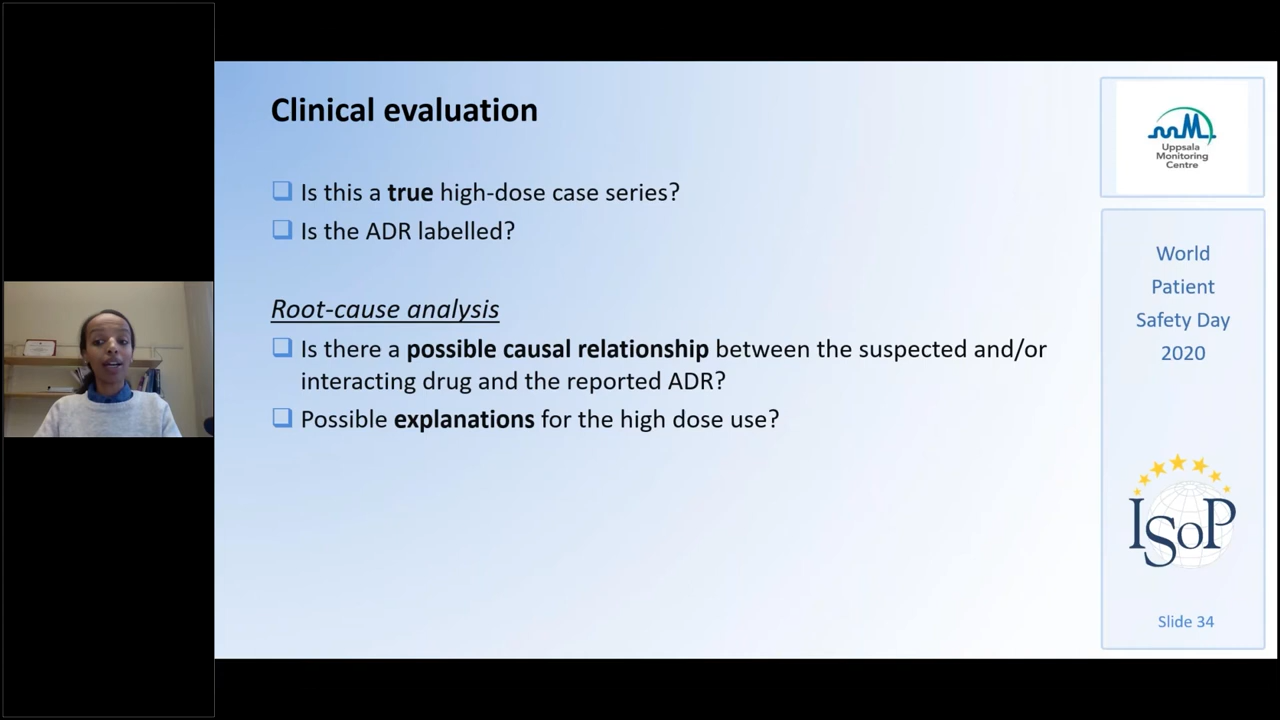 Clinical evaluation
Is this a true high-dose case series?
Is the ADR labelled?
Root-cause analysis
Is there a possible causal relationship between the suspected and/or
interacting drug and the reported ADR?
Possible explanations for the high dose use?
Uppsala
Monitoring
Centre
World
Patient
Safety Day
2020
ISoP
Slide 34